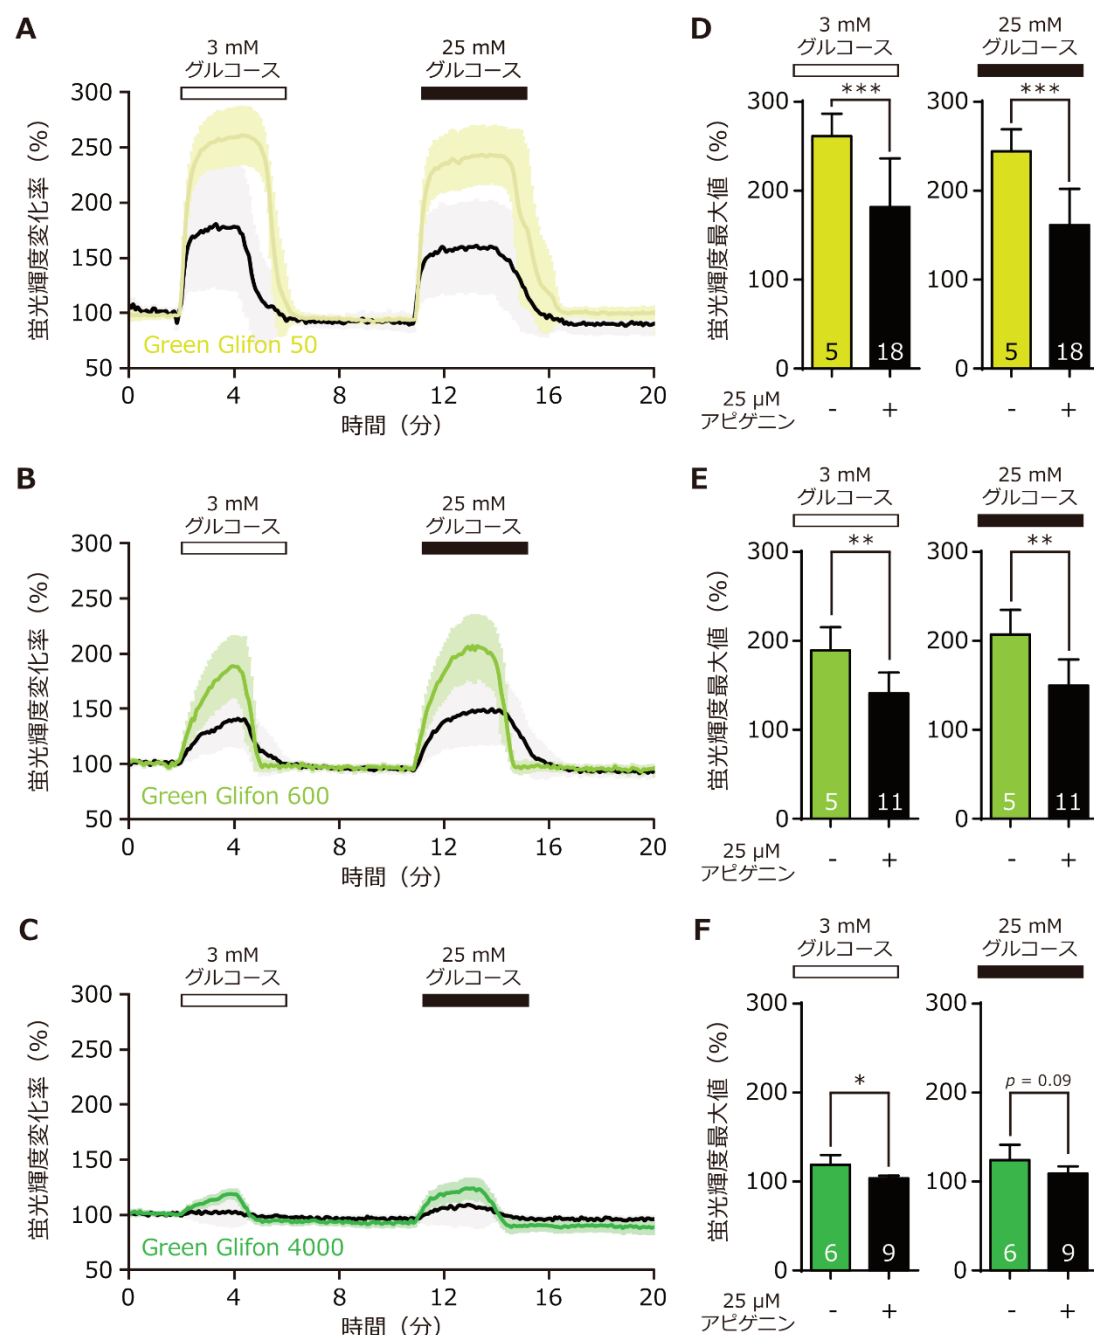 A
3 mM
グルコース
25 mM
グルコース
蛍光輝度変化率（%）
300
250
200
150
100
50
Green Glifon 50
0
4
8
12
16
20
時間（分）
D
3 mM
グルコース
25 mM
グルコース
蛍光輝度最大値（%）
300
200
100
0
***
5
18
300
200
100
0
***
5
18
25 µM
アピゲニン
-
+
-
+
B
3 mM
グルコース
25 mM
グルコース
蛍光輝度変化率（%）
300
250
200
150
100
50
Green Glifon 600
0
4
8
12
16
20
時間（分）
E
3 mM
グルコース
25 mM
グルコース
蛍光輝度最大値（%）
300
200
100
0
**
5
11
300
200
100
0
**
5
11
25 µM
アピゲニン
-
+
-
+
C
3 mM
グルコース
25 mM
グルコース
蛍光輝度変化率（%）
300
250
200
150
100
50
Green Glifon 4000
0
4
8
12
16
20
時間（分）
F
3 mM
グルコース
25 mM
グルコース
蛍光輝度最大値（%）
300
200
100
0
*
6
9
300
200
100
0
p = 0.09
6
9
25 µM
アピゲニン
-
+
-
+